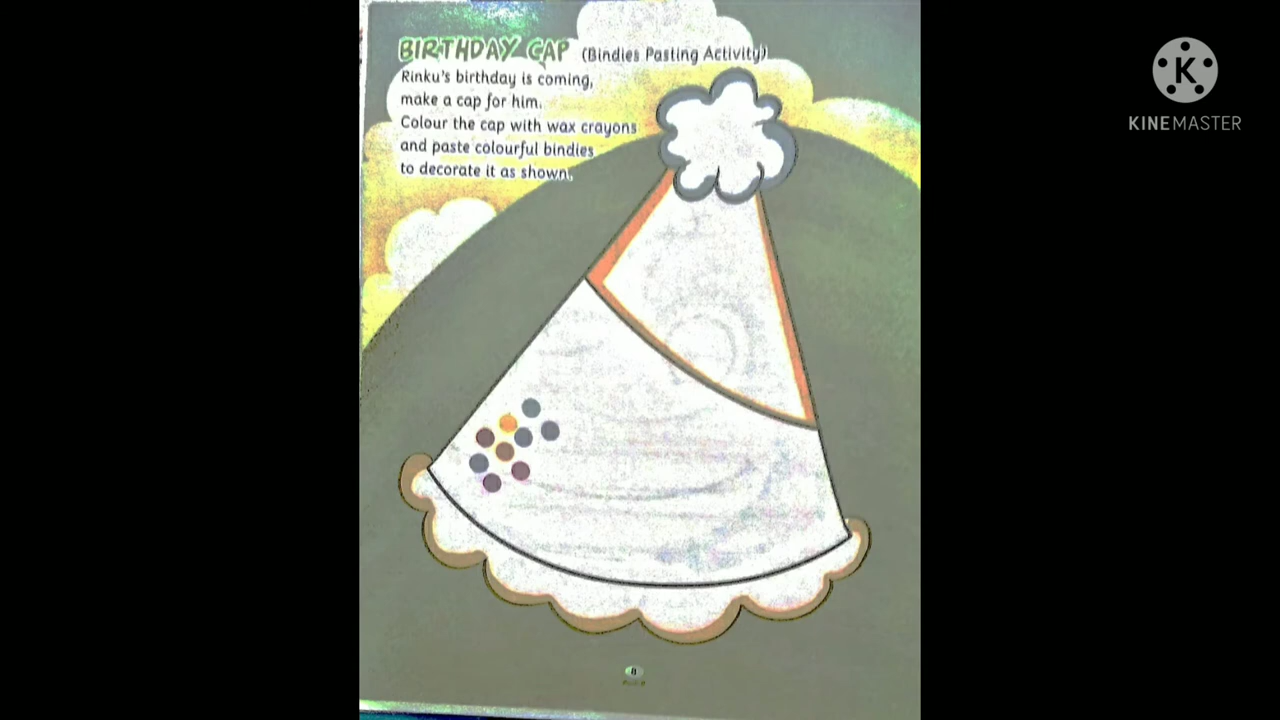 BIRTHDAY CAP (Bindies Pasting Activity)
Rinku's birthday is coming,
make a cap for him.
Colour the cap with wax crayons
and paste colourful bindies
to decorate it as shown.
K
KINEMASTER
8